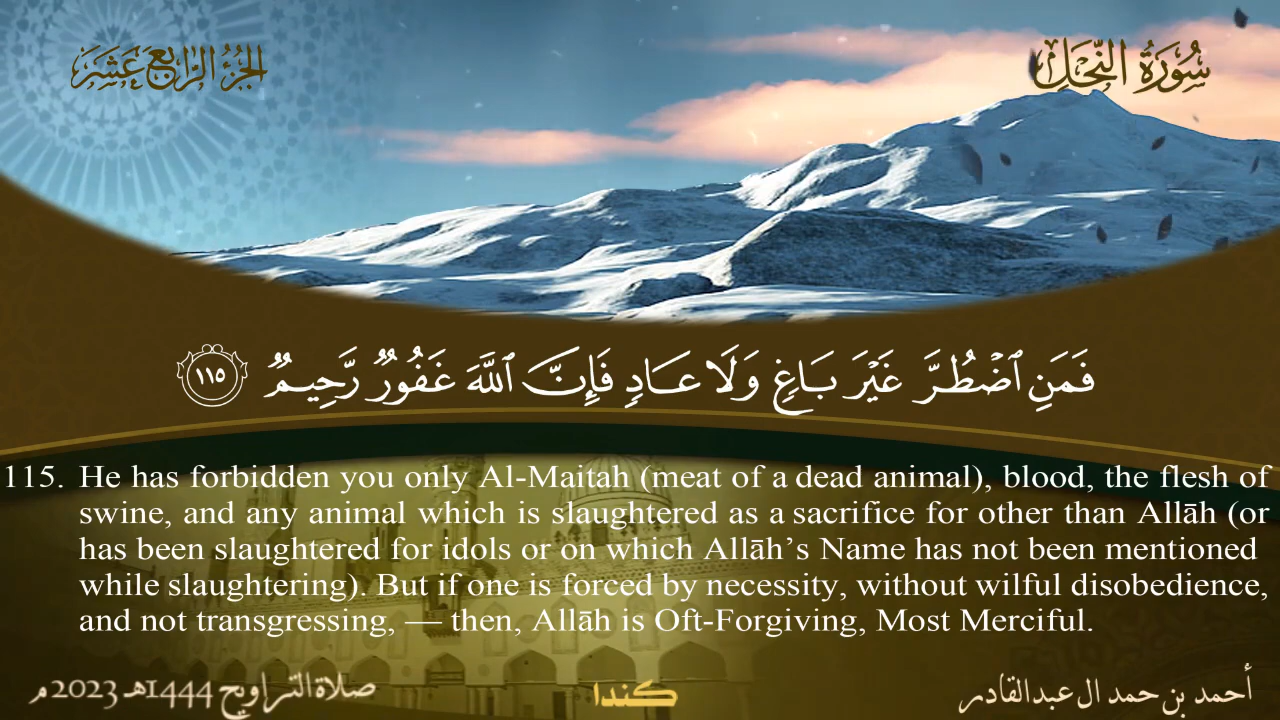 سُورَةُ النَّحْلِ
الجُزْءُ الرَّابِعَ عَشَرَ
فَمَنِ ٱضْطُرَّ غَيْرَ بَاغٍ وَلَا عَادٍ فَإِنَّ ٱللَّهَ غَفُورٌ رَّحِيمٌ ١١٥
115. He has forbidden you only Al-Maitah (meat of a dead animal), blood, the flesh of
swine, and any animal which is slaughtered as a sacrifice for other than Allāh (or
has been slaughtered for idols or on which Allāh’s Name has not been mentioned
while slaughtering). But if one is forced by necessity, without wilful disobedience,
and not transgressing, — then, Allāh is Oft-Forgiving, Most Merciful.
أحمد بن حمد ال عبدالقادر
كندا
صلاة التراويح 1444هـ 2023م